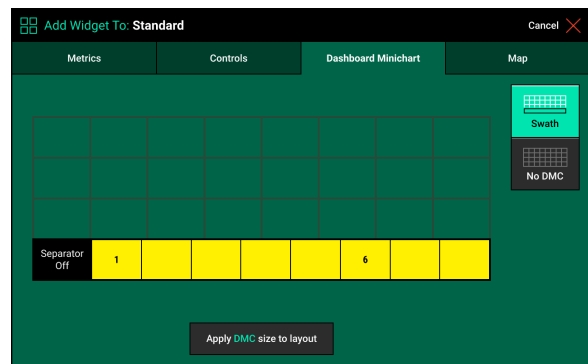 Add Widget To: Standard
Cancel
Metrics
Controls
Dashboard Minichart
Map
Swath
No DMC
Separator
Off
1
6
Apply DMC size to layout